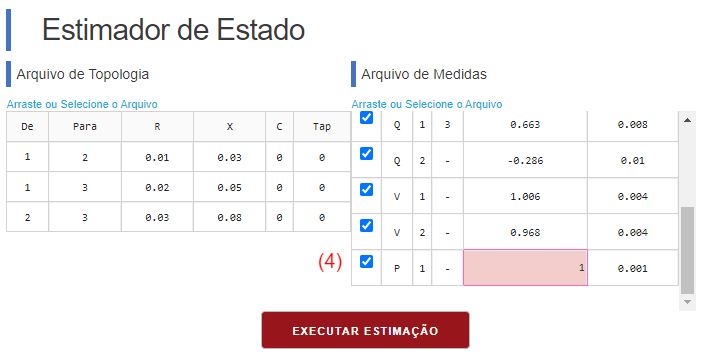 Estimador de Estado
Arquivo de Topologia
Arraste ou Selecione o Arquivo
De Para R X C Tap
1 2 0.01 0.03 0 0
1 3 0.02 0.05 0 0
2 3 0.03 0.08 0 0
Arquivo de Medidas
Arraste ou Selecione o Arquivo
Q 1 3 0.663 0.008
Q 2 - -0.286 0.01
V 1 - 1.006 0.004
V 2 - 0.968 0.004
(4) P 1 - 1 0.001
EXECUTAR ESTIMAÇÃO